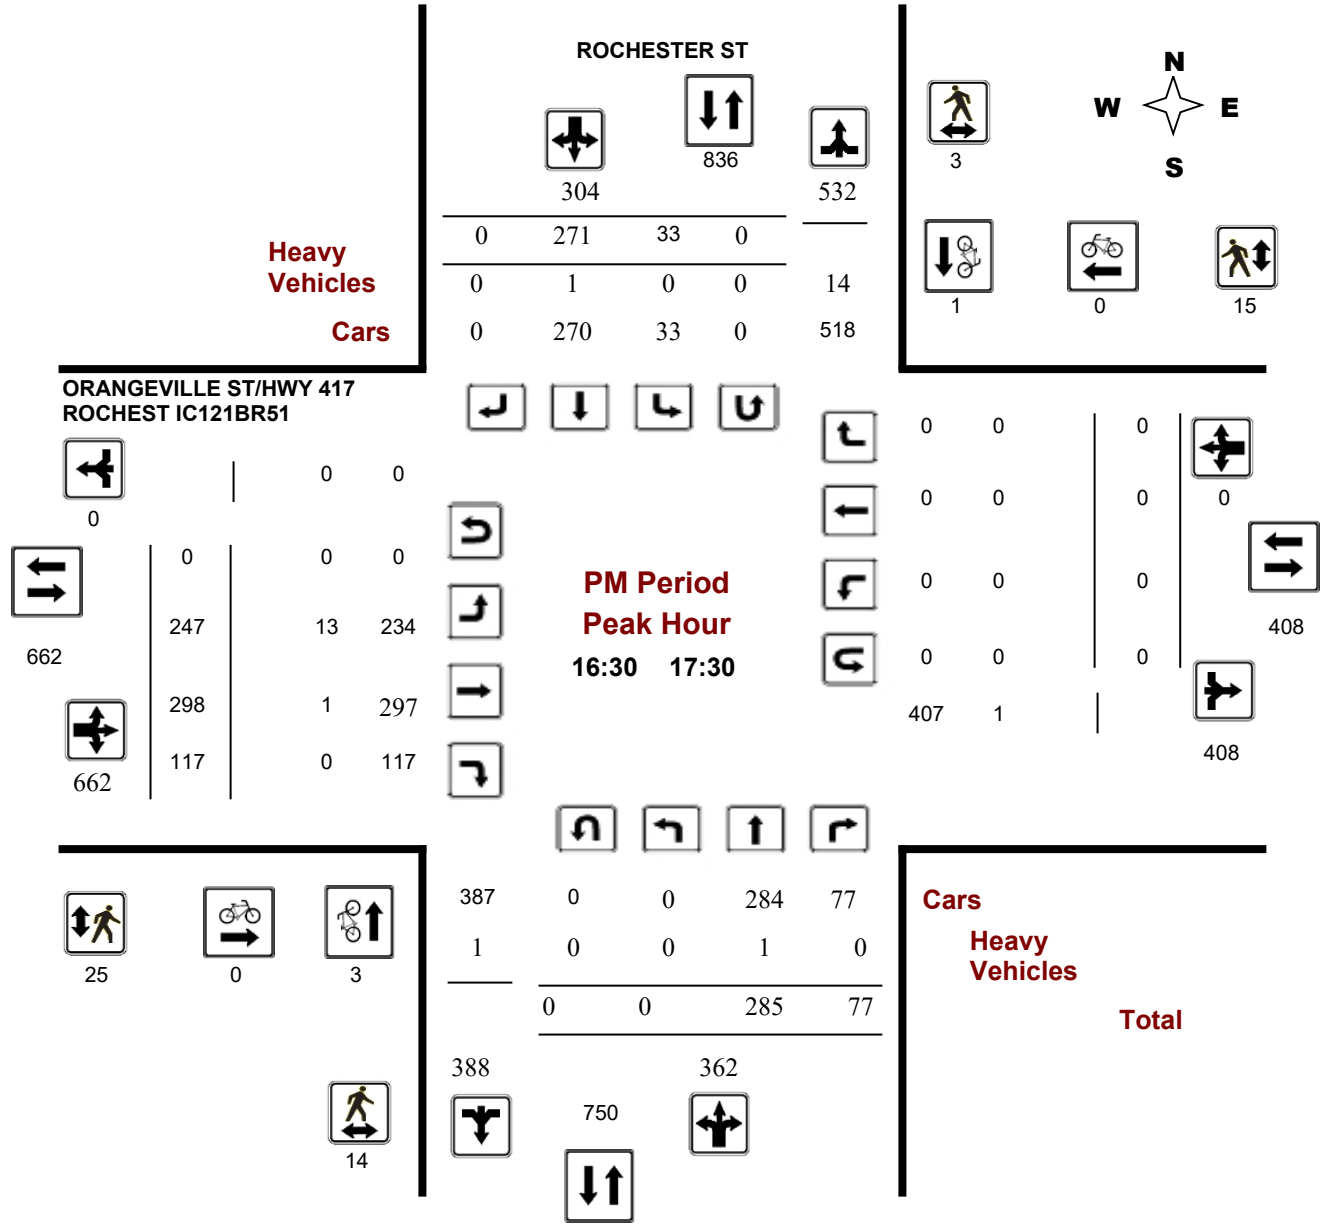 ROCHESTER ST
N
W E
S
836
304
532
3
0 271 33 0
Heavy
Vehicles
0 1 0 0 14
Cars
0 270 33 0 518
1 0 15
ORANGEVILLE ST/HWY 417
ROCHEST IC121BR51
0 0 0
0 0
0 0 0 0
0
0 0 0
0 0 0
PM Period
Peak Hour
16:30 17:30
247 13 234
408
662
0 0 0
298 1 297
407 1
408
117 0 117
662
387 0 0 284 77
Cars
1 0 0 1 0
Heavy
Vehicles
25 0 3
0 0 285 77
Total
388 362
750
14